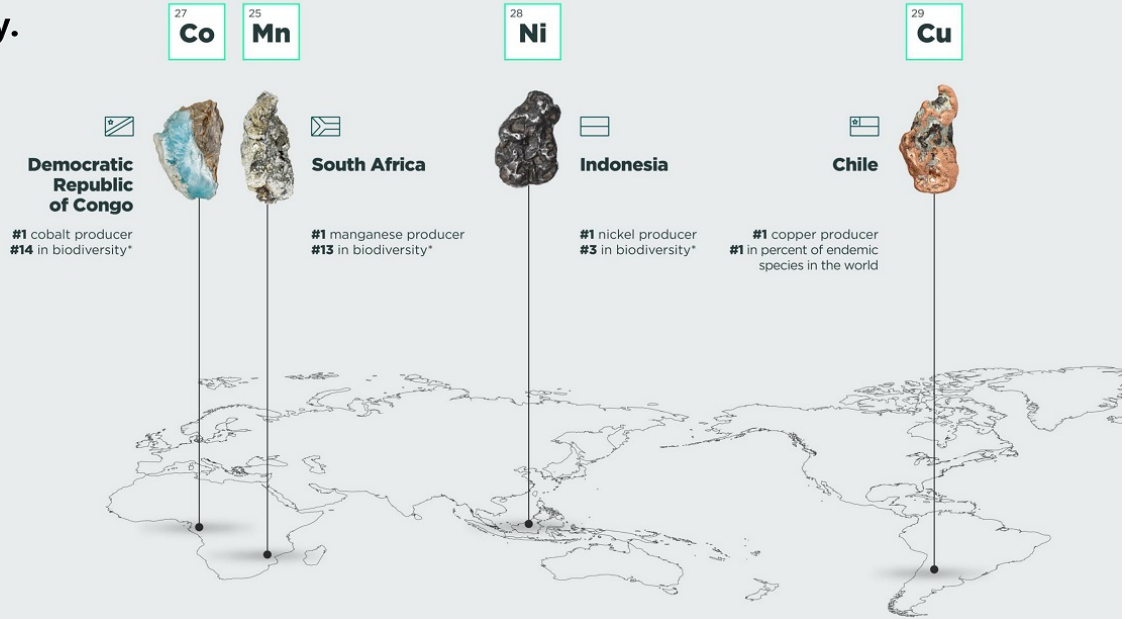 y.
27
Co
25
Mn
28
Ni
29
Cu
Democratic
Republic
of Congo
#1 cobalt producer
#14 in biodiversity*
South Africa
#1 manganese producer
#13 in biodiversity*
Indonesia
#1 nickel producer
#3 in biodiversity*
Chile
#1 copper producer
#1 in percent of endemic
species in the world